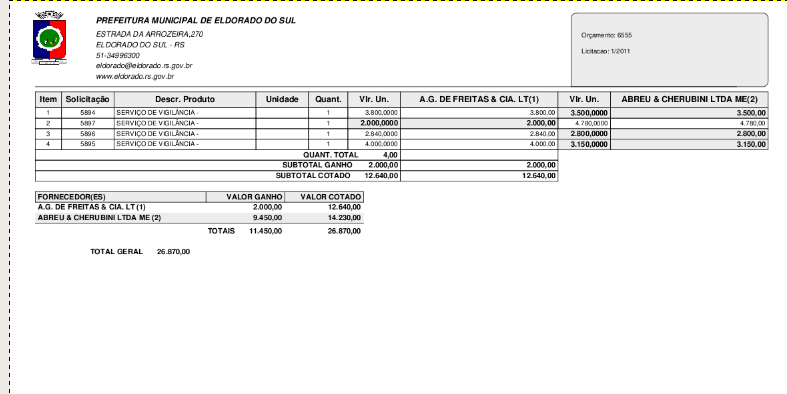 PREFEITURA MUNICIPAL DE ELDORADO DO SUL
ESTRADA DA ARROZEIRA,270
ELDORADO DO SUL - RS
51-34996300
eldorado@eldorado.rs.gov.br
www.eldorado.rs.gov.br
Orçamento: 6555
Licitacao: 1/2011
Item Solicitação Descr. Produto Unidade Quant. Vlr. Un. A.G. DE FREITAS & CIA. LT(1) Vlr. Un. ABREU & CHERUBINI LTDA ME(2)
1 5894 SERVIÇO DE VIGILÂNCIA - 1 3.800,0000 3.800,00 3.500,0000 3.500,00
2 5897 SERVIÇO DE VIGILÂNCIA - 1 2.000,0000 2.000,00 4.780,0000 4.780,00
3 5896 SERVIÇO DE VIGILÂNCIA - 1 2.840,0000 2.840,00 2.800,0000 2.800,00
4 5895 SERVIÇO DE VIGILÂNCIA - 1 4.000,0000 4.000,00 3.150,0000 3.150,00
QUANT. TOTAL 4,00
SUBTOTAL GANHO 2.000,00 2.000,00
SUBTOTAL COTADO 12.640,00 12.640,00
FORNECEDOR(ES) VALOR GANHO VALOR COTADO
A.G. DE FREITAS & CIA. LT(1) 2.000,00 12.640,00
ABREU & CHERUBINI LTDA ME (2) 9.450,00 14.230,00
TOTAIS 11.450,00 26.870,00
TOTAL GERAL 26.870,00